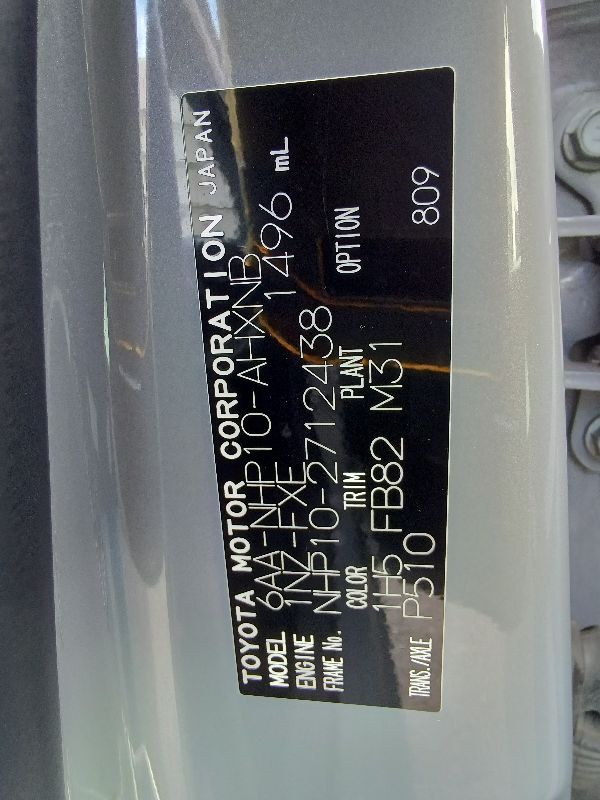 TOYOTA MOTOR CORPORATION JAPAN
MODEL 6AA-NHP10-AHXNB
ENGINE 1NZ-FXE 1496 mL
FRAME No. NHP10-2712438
COLOR TRIM PLANT OPTION
1H5 FB82 M31
TRANS./AXLE P510 809